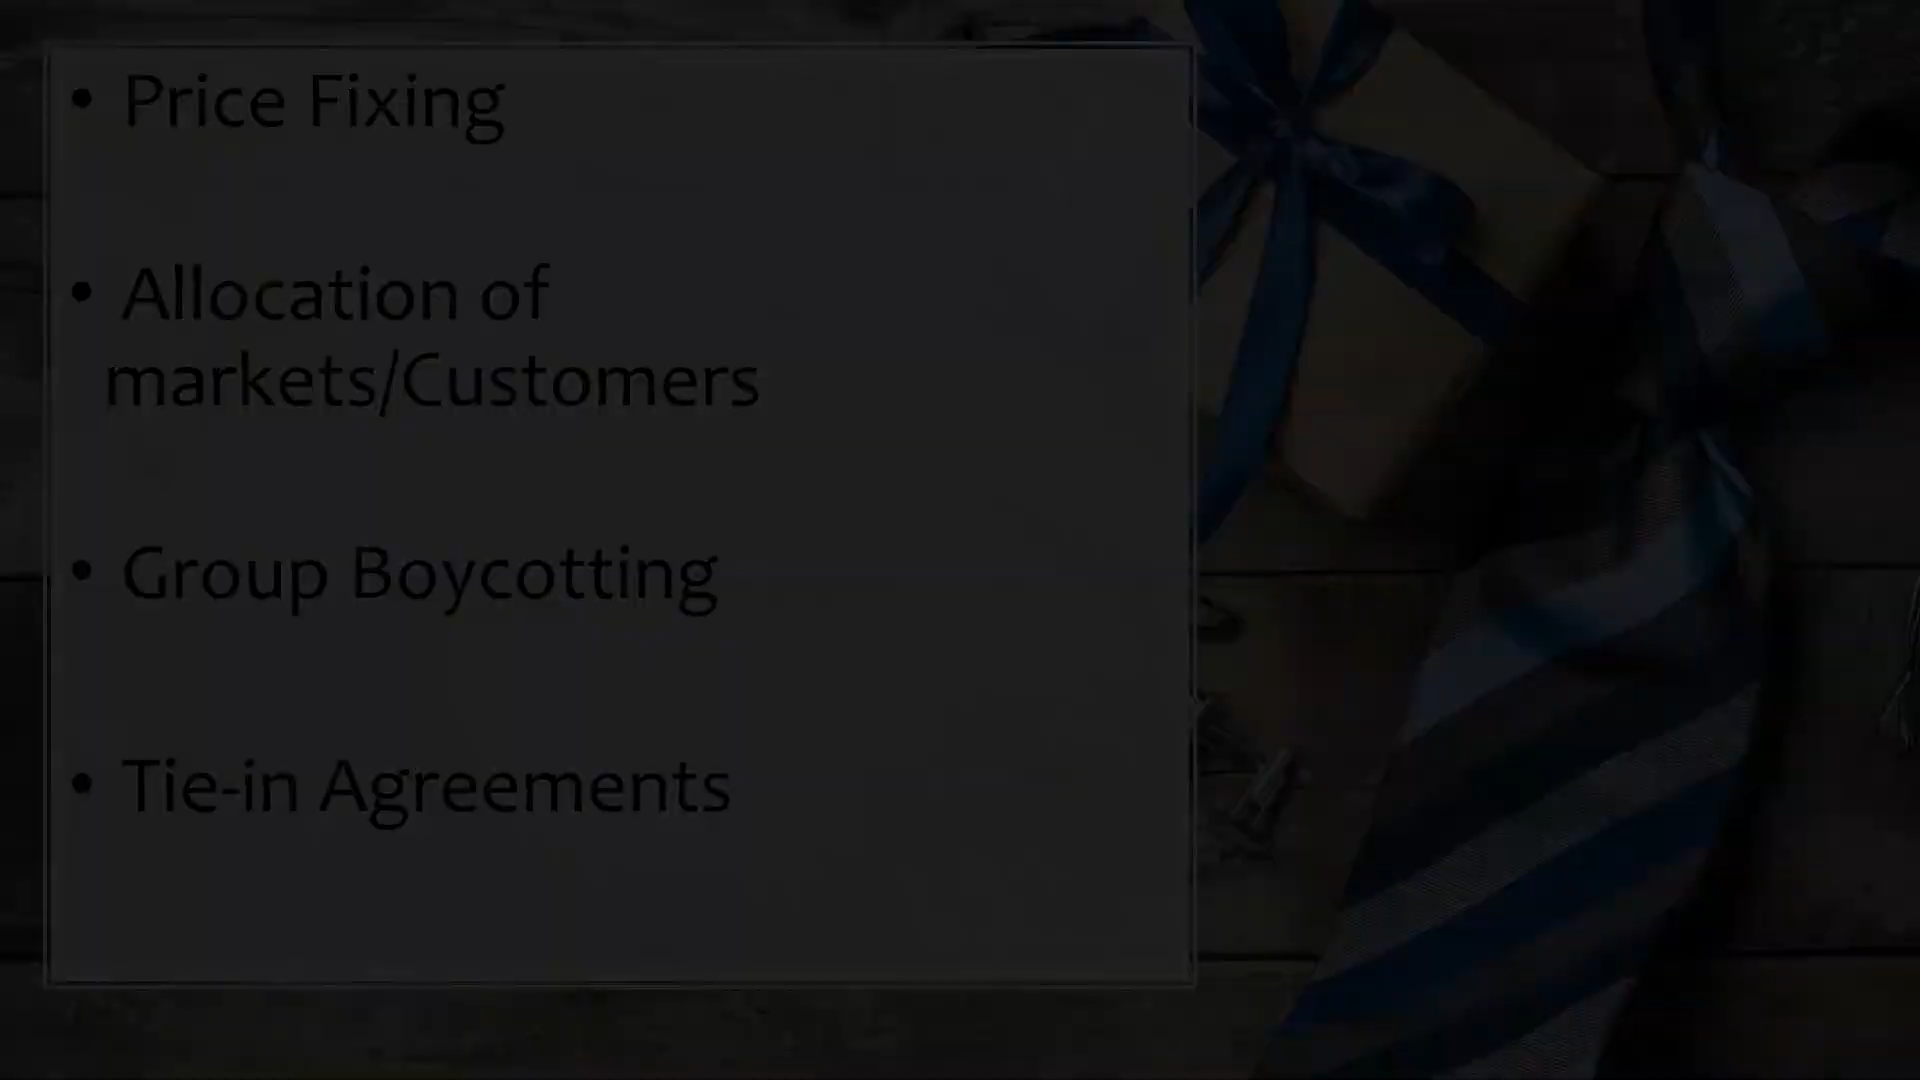 • Price Fixing
• Allocation of
markets/Customers
• Group Boycotting
• Tie-in Agreements